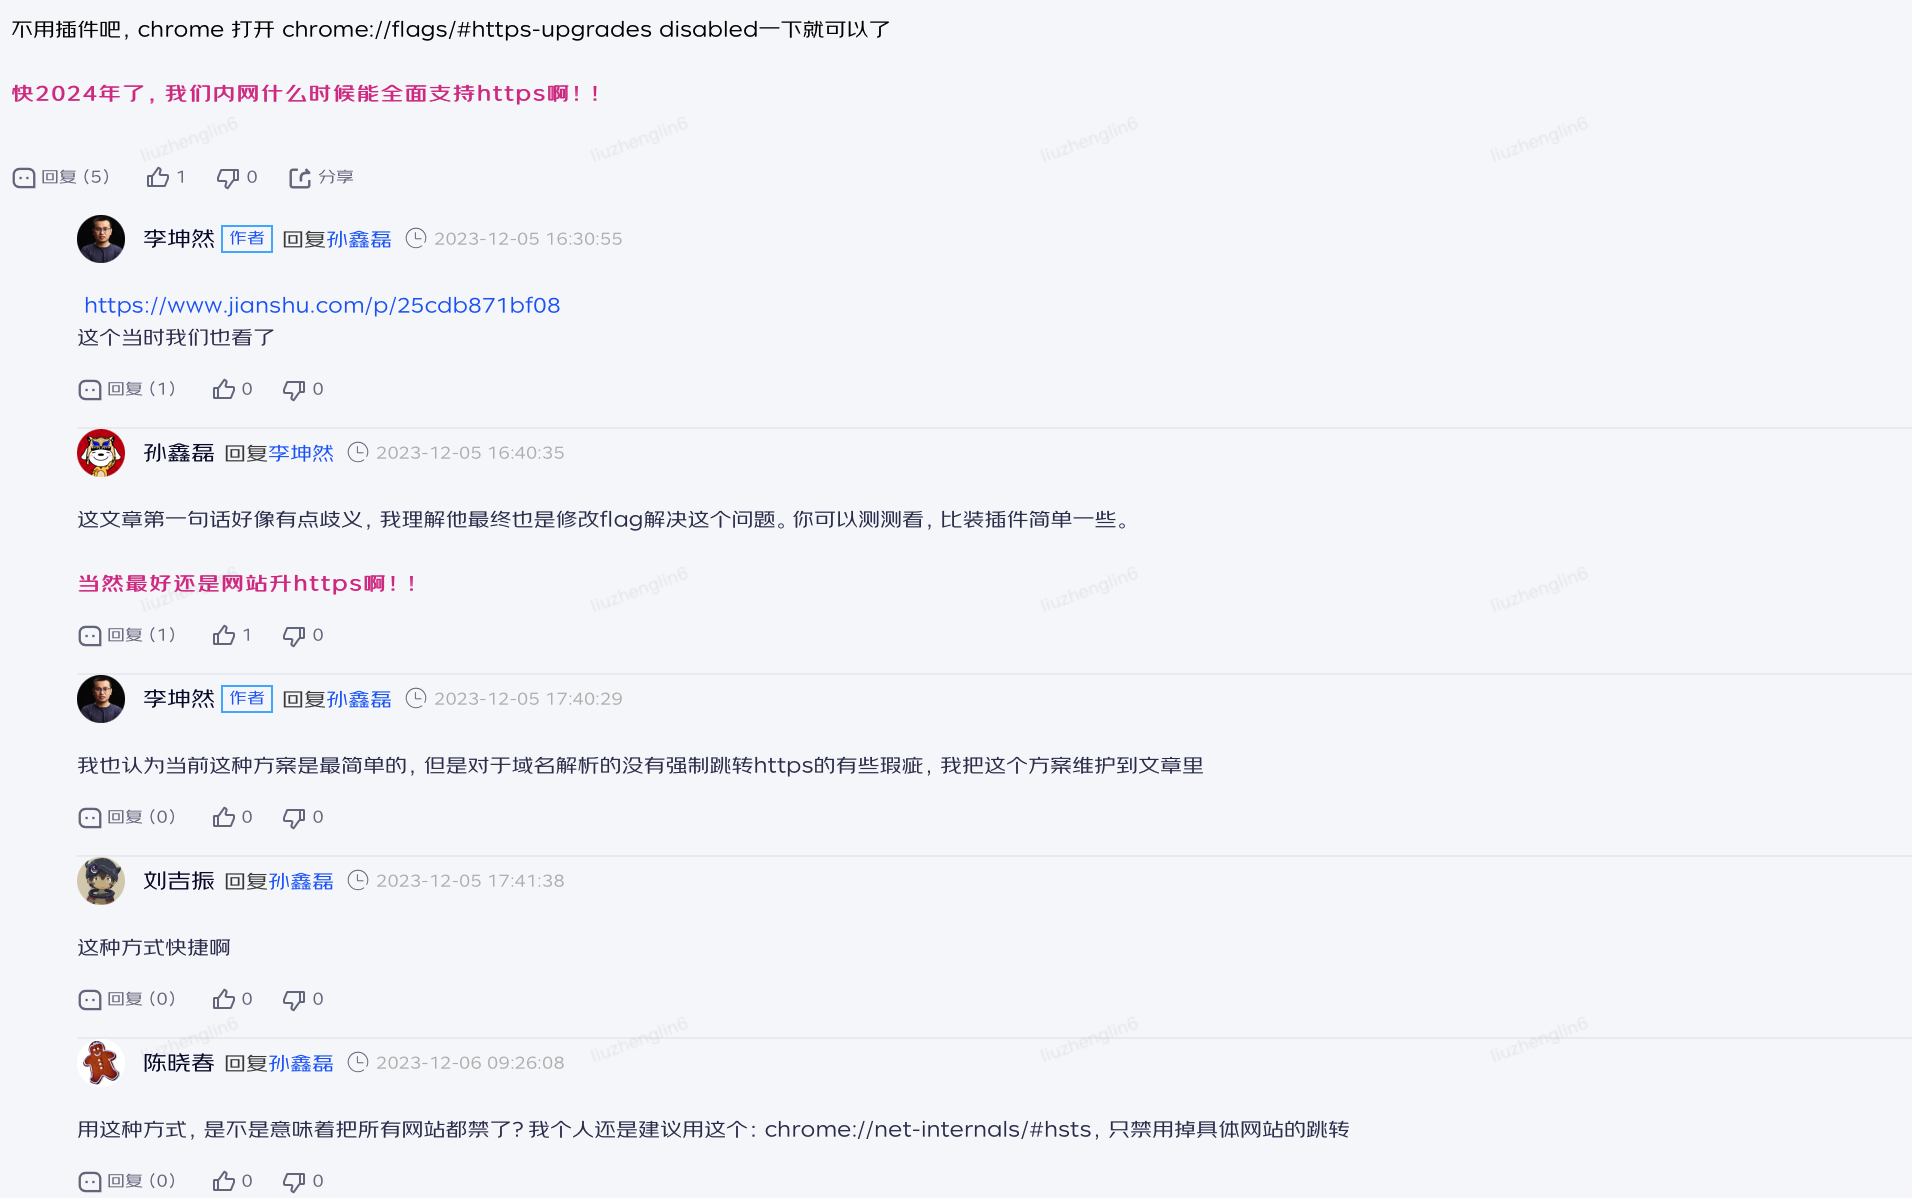 不用插件吧，chrome 打开 chrome://flags/#https-upgrades disabled一下就可以了
快2024年了，我们内网什么时候能全面支持https啊！！
liuzhenglin6 liuzhenglin6 liuzhenglin6 liuzhenglin6
回复 (5) 1 0 分享
李坤然 作者 回复孙鑫磊 2023-12-05 16:30:55
https://www.jianshu.com/p/25cdb871bf08
这个当时我们也看了
回复 (1) 0 0
孙鑫磊 回复李坤然 2023-12-05 16:40:35
这文章第一句话好像有点歧义，我理解他最终也是修改flag解决这个问题。你可以测测看，比装插件简单一些。
当然最好还是网站升https啊！！
liuzhenglin6 liuzhenglin6 liuzhenglin6 liuzhenglin6
回复 (1) 1 0
李坤然 作者 回复孙鑫磊 2023-12-05 17:40:29
我也认为当前这种方案是最简单的，但是对于域名解析的没有强制跳转https的有些瑕疵，我把这个方案维护到文章里
回复 (0) 0 0
刘吉振 回复孙鑫磊 2023-12-05 17:41:38
这种方式快捷啊
回复 (0) 0 0
liuzhenglin6 liuzhenglin6 liuzhenglin6 liuzhenglin6
陈晓春 回复孙鑫磊 2023-12-06 09:26:08
用这种方式，是不是意味着把所有网站都禁了？我个人还是建议用这个：chrome://net-internals/#hsts，只禁用掉具体网站的跳转
回复 (0) 0 0